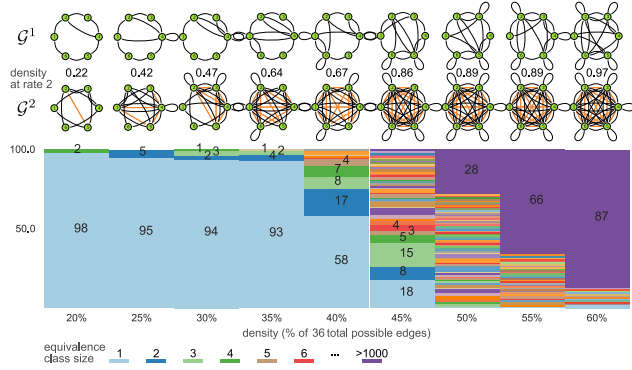 G¹
density at rate 2
0.22 0.42 0.47 0.64 0.67 0.86 0.89 0.89 0.97
G²
100.0
50.0
2 5 1 3 2 1 2 4 4 7 8 17 4 3 5 15 8 28 66 87
98 95 94 93 58 18
20% 25% 30% 35% 40% 45% 50% 55% 60%
density (% of 36 total possible edges)
equivalence class size
1 2 3 4 5 6 ... >1000